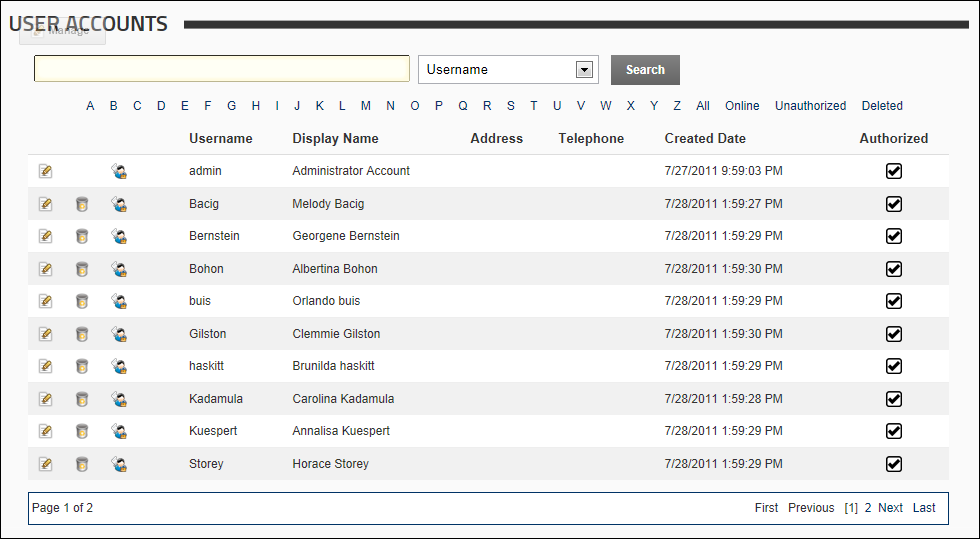 USER ACCOUNTS
Manage
Username Search
A B C D E F G H I J K L M N O P Q R S T U V W X Y Z All Online Unauthorized Deleted
Username Display Name Address Telephone Created Date Authorized
admin Administrator Account 7/27/2011 9:59:03 PM
Bacig Melody Bacig 7/28/2011 1:59:27 PM
Bernstein Georgene Bernstein 7/28/2011 1:59:29 PM
Bohon Albertina Bohon 7/28/2011 1:59:30 PM
buis Orlando buis 7/28/2011 1:59:29 PM
Gilston Clemmie Gilston 7/28/2011 1:59:30 PM
haskitt Brunilda haskitt 7/28/2011 1:59:29 PM
Kadamula Carolina Kadamula 7/28/2011 1:59:28 PM
Kuespert Annalisa Kuespert 7/28/2011 1:59:29 PM
Storey Horace Storey 7/28/2011 1:59:29 PM
Page 1 of 2 First Previous [1] 2 Next Last